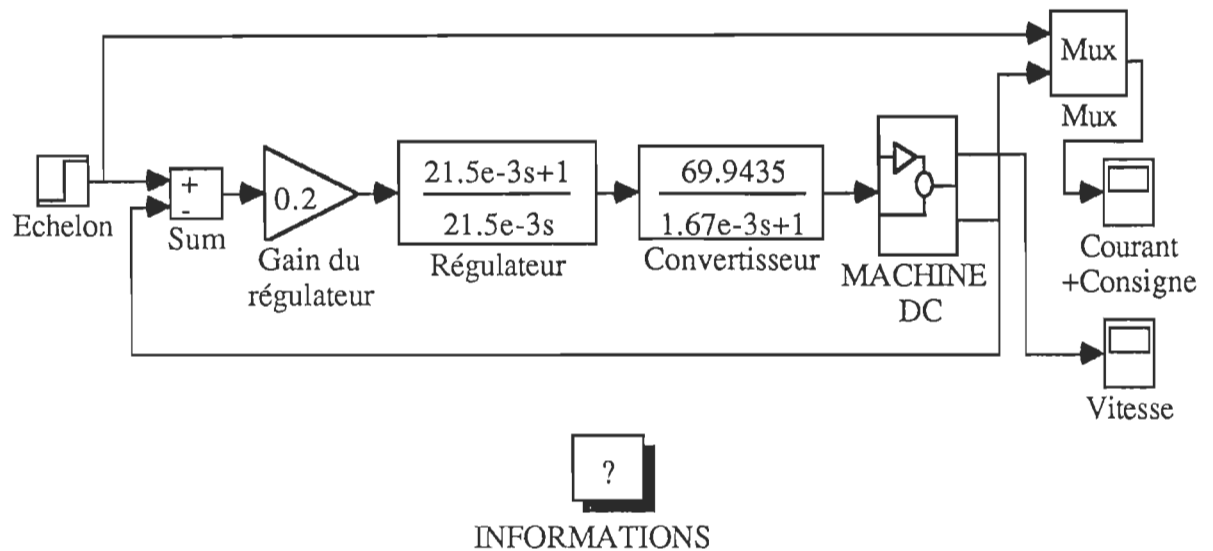 Mux
Mux
Echelon
+
-
Sum
0.2
Gain du
régulateur
21.5e-3s+1
21.5e-3s
Régulateur
69.9435
1.67e-3s+1
Convertisseur
MACHINE
DC
Courant
+Consigne
Vitesse
?
INFORMATIONS